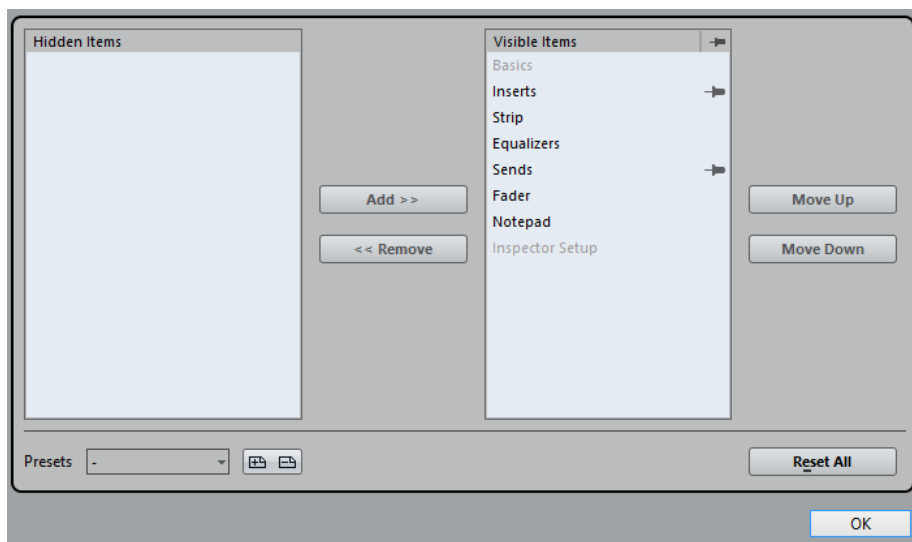 Hidden Items
Visible Items
Basics
Inserts
Strip
Equalizers
Sends
Fader
Notepad
Inspector Setup
Add >>
<< Remove
Move Up
Move Down
Presets -
Reset All
OK